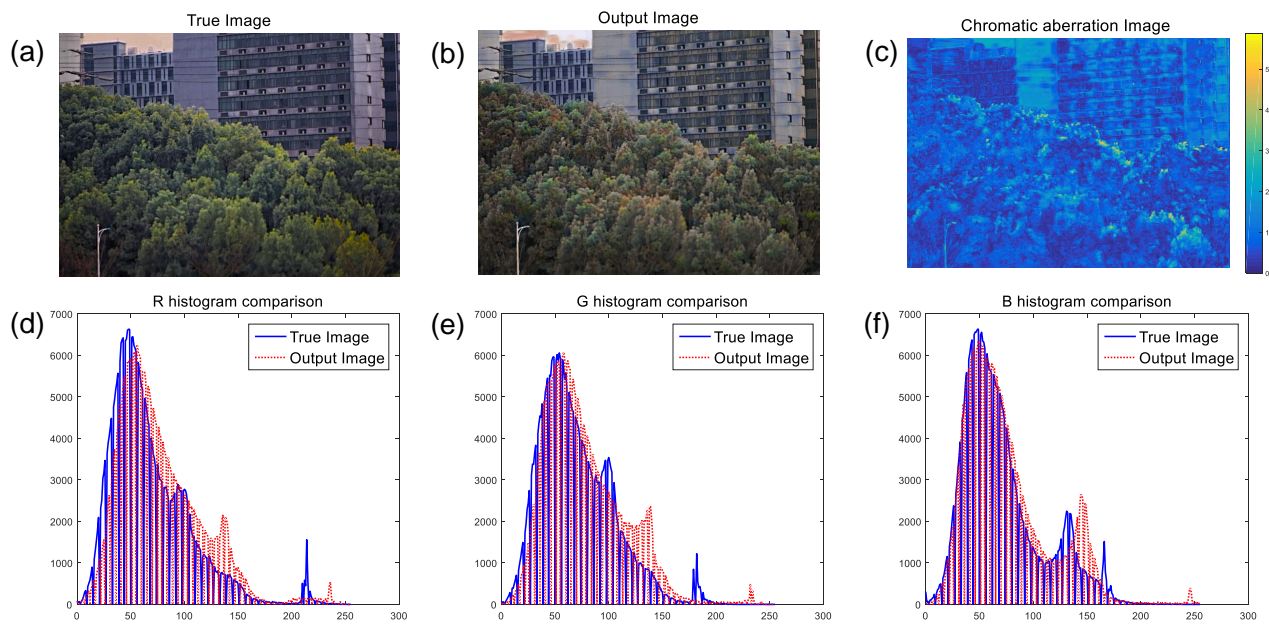 True Image
Output Image
Chromatic aberration Image
(a)
(b)
(c)
5
4
3
2
1
0
R histogram comparison
G histogram comparison
B histogram comparison
(d)
(e)
(f)
7000
6000
5000
4000
3000
2000
1000
0
True Image
Output Image
0 50 100 150 200 250 300
7000
6000
5000
4000
3000
2000
1000
0
True Image
Output Image
0 50 100 150 200 250 300
7000
6000
5000
4000
3000
2000
1000
0
True Image
Output Image
0 50 100 150 200 250 300